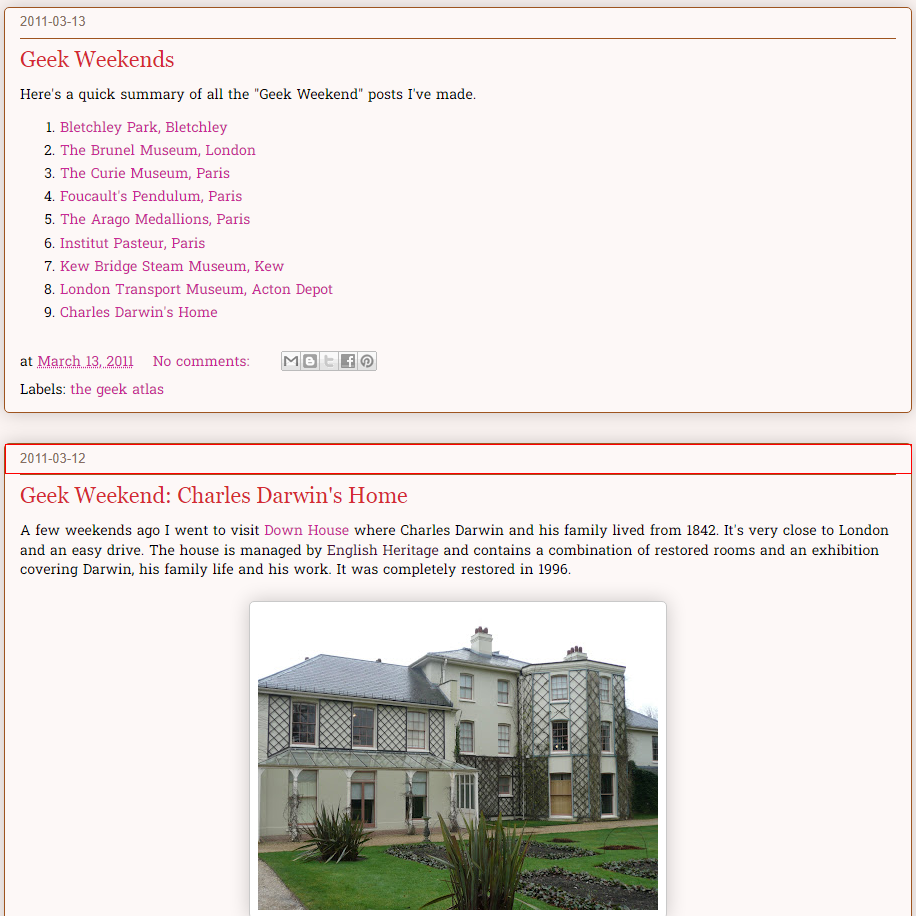 2011-03-13
Geek Weekends
Here's a quick summary of all the "Geek Weekend" posts I've made.
1. Bletchley Park, Bletchley
2. The Brunel Museum, London
3. The Curie Museum, Paris
4. Foucault's Pendulum, Paris
5. The Arago Medallions, Paris
6. Institut Pasteur, Paris
7. Kew Bridge Steam Museum, Kew
8. London Transport Museum, Acton Depot
9. Charles Darwin's Home
at March 13, 2011 No comments:
Labels: the geek atlas
2011-03-12
Geek Weekend: Charles Darwin's Home
A few weekends ago I went to visit Down House where Charles Darwin and his family lived from 1842. It's very close to London
and an easy drive. The house is managed by English Heritage and contains a combination of restored rooms and an exhibition
covering Darwin, his family life and his work. It was completely restored in 1996.